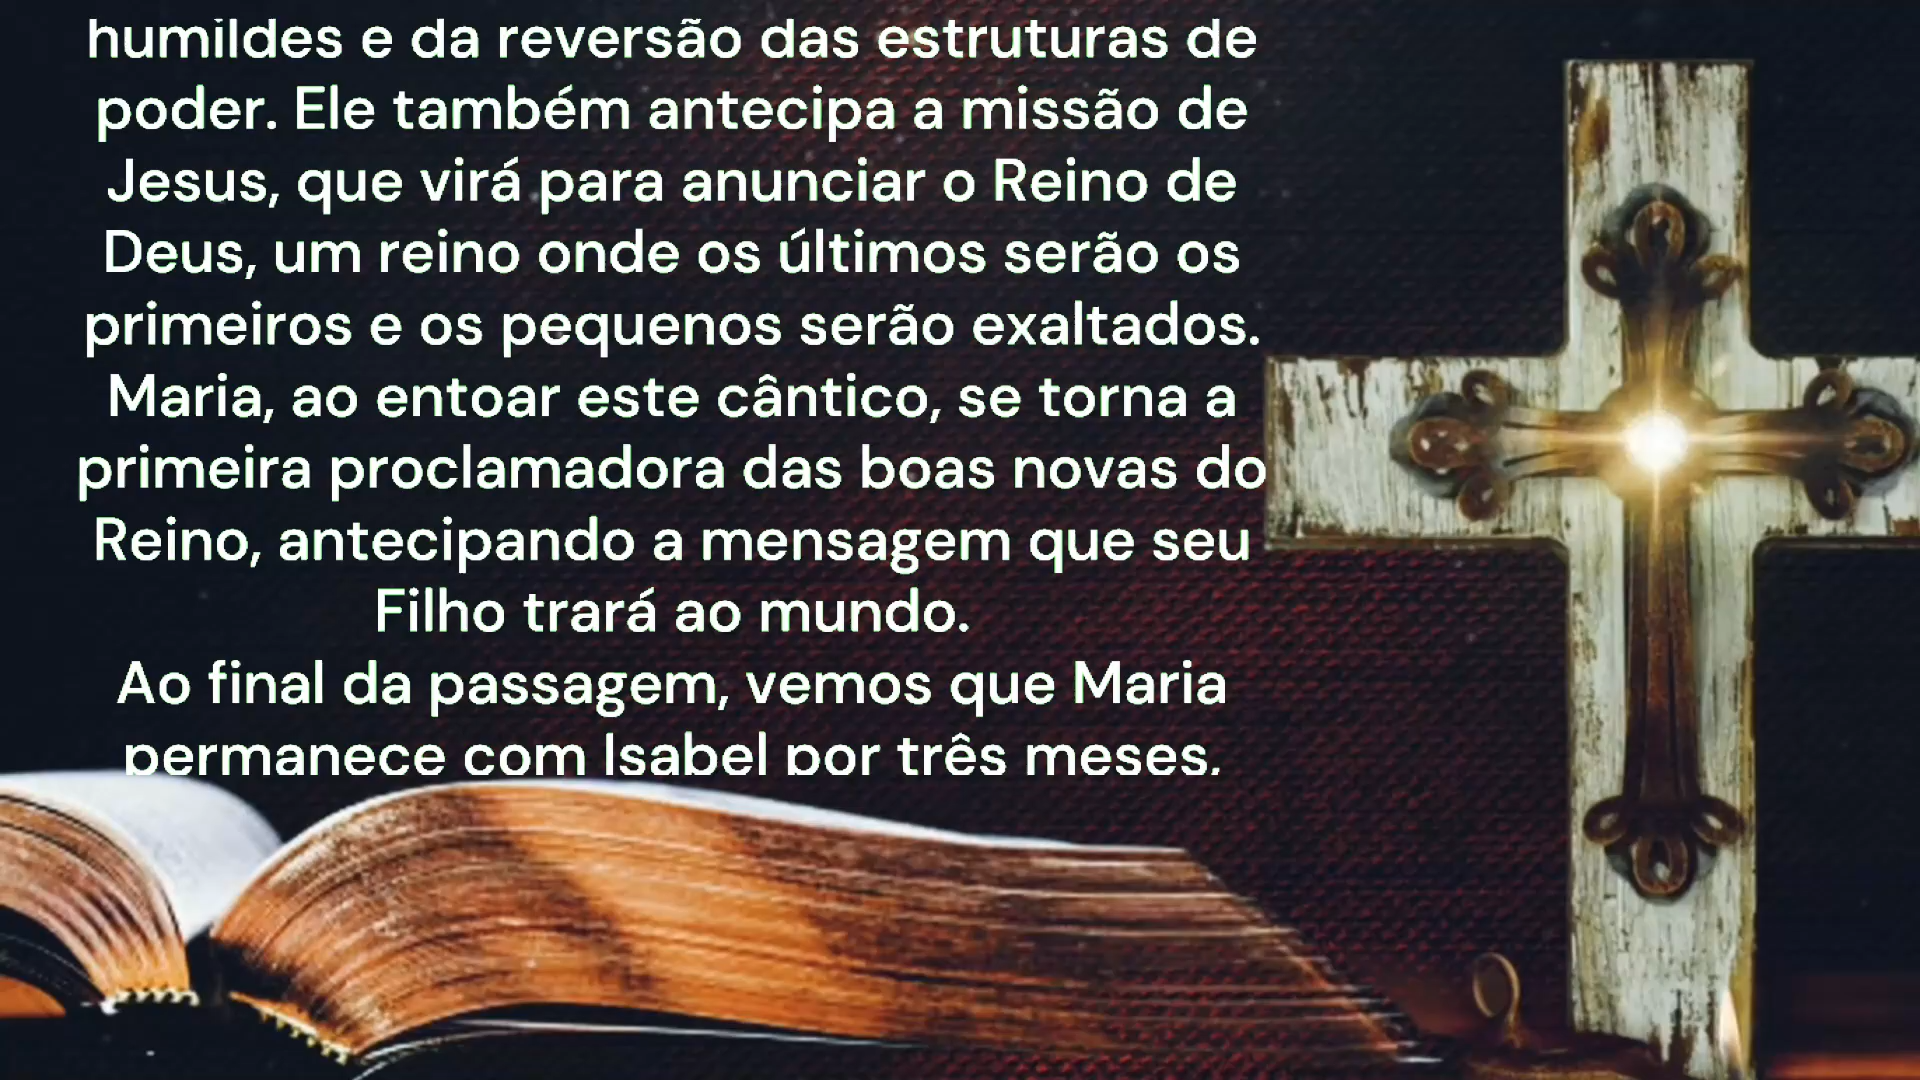 humildes e da reversão das estruturas de
poder. Ele também antecipa a missão de
Jesus, que virá para anunciar o Reino de
Deus, um reino onde os últimos serão os
primeiros e os pequenos serão exaltados.
Maria, ao entoar este cântico, se torna a
primeira proclamadora das boas novas do
Reino, antecipando a mensagem que seu
Filho trará ao mundo.
Ao final da passagem, vemos que Maria
permanece com Isabel por três meses,